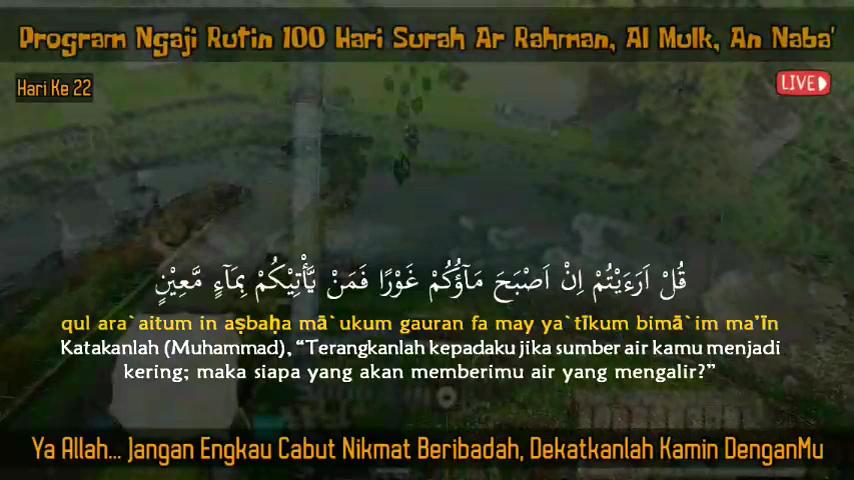 Program Ngaji Rutin 100 Hari Surah Ar Rahman, Al Mulk, An Naba'
Hari Ke 22
LIVE
قُلْ اَرَءَيْتُمْ اِنْ اَصْبَحَ مَآؤُكُمْ غَوْرًا فَمَنْ يَّأْتِيْكُمْ بِمَآءٍ مَّعِيْنٍ
qul ara`aitum in aṣbaḥa mā`ukum gauran fa may ya`tīkum bimā`im ma'īn
Katakanlah (Muhammad), “Terangkanlah kepadaku jika sumber air kamu menjadi
kering; maka siapa yang akan memberimu air yang mengalir?”
Ya Allah... Jangan Engkau Cabut Nikmat Beribadah, Dekatkanlah Kamin DenganMu